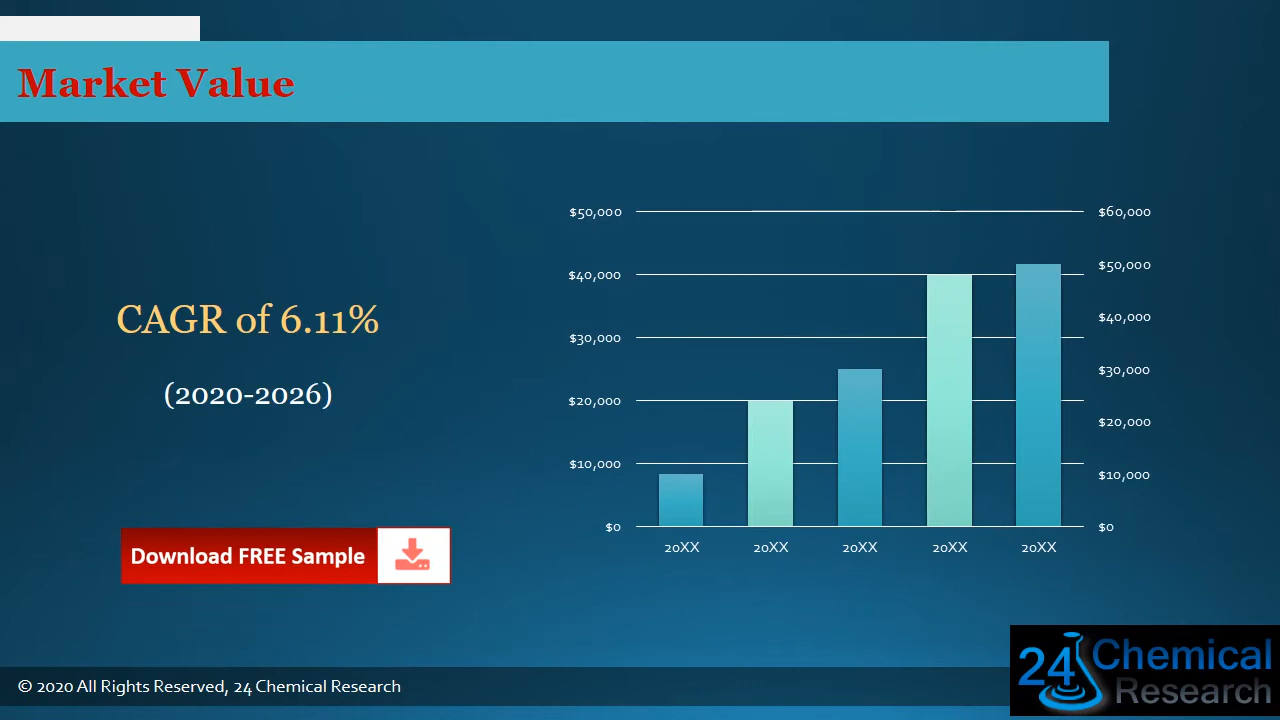 Market Value
CAGR of 6.11%
(2020-2026)
Download FREE Sample
$50,000
$40,000
$30,000
$20,000
$10,000
$0
$60,000
$50,000
$40,000
$30,000
$20,000
$10,000
$0
20XX 20XX 20XX 20XX 20XX
© 2020 All Rights Reserved, 24 Chemical Research
24 Chemical
Research